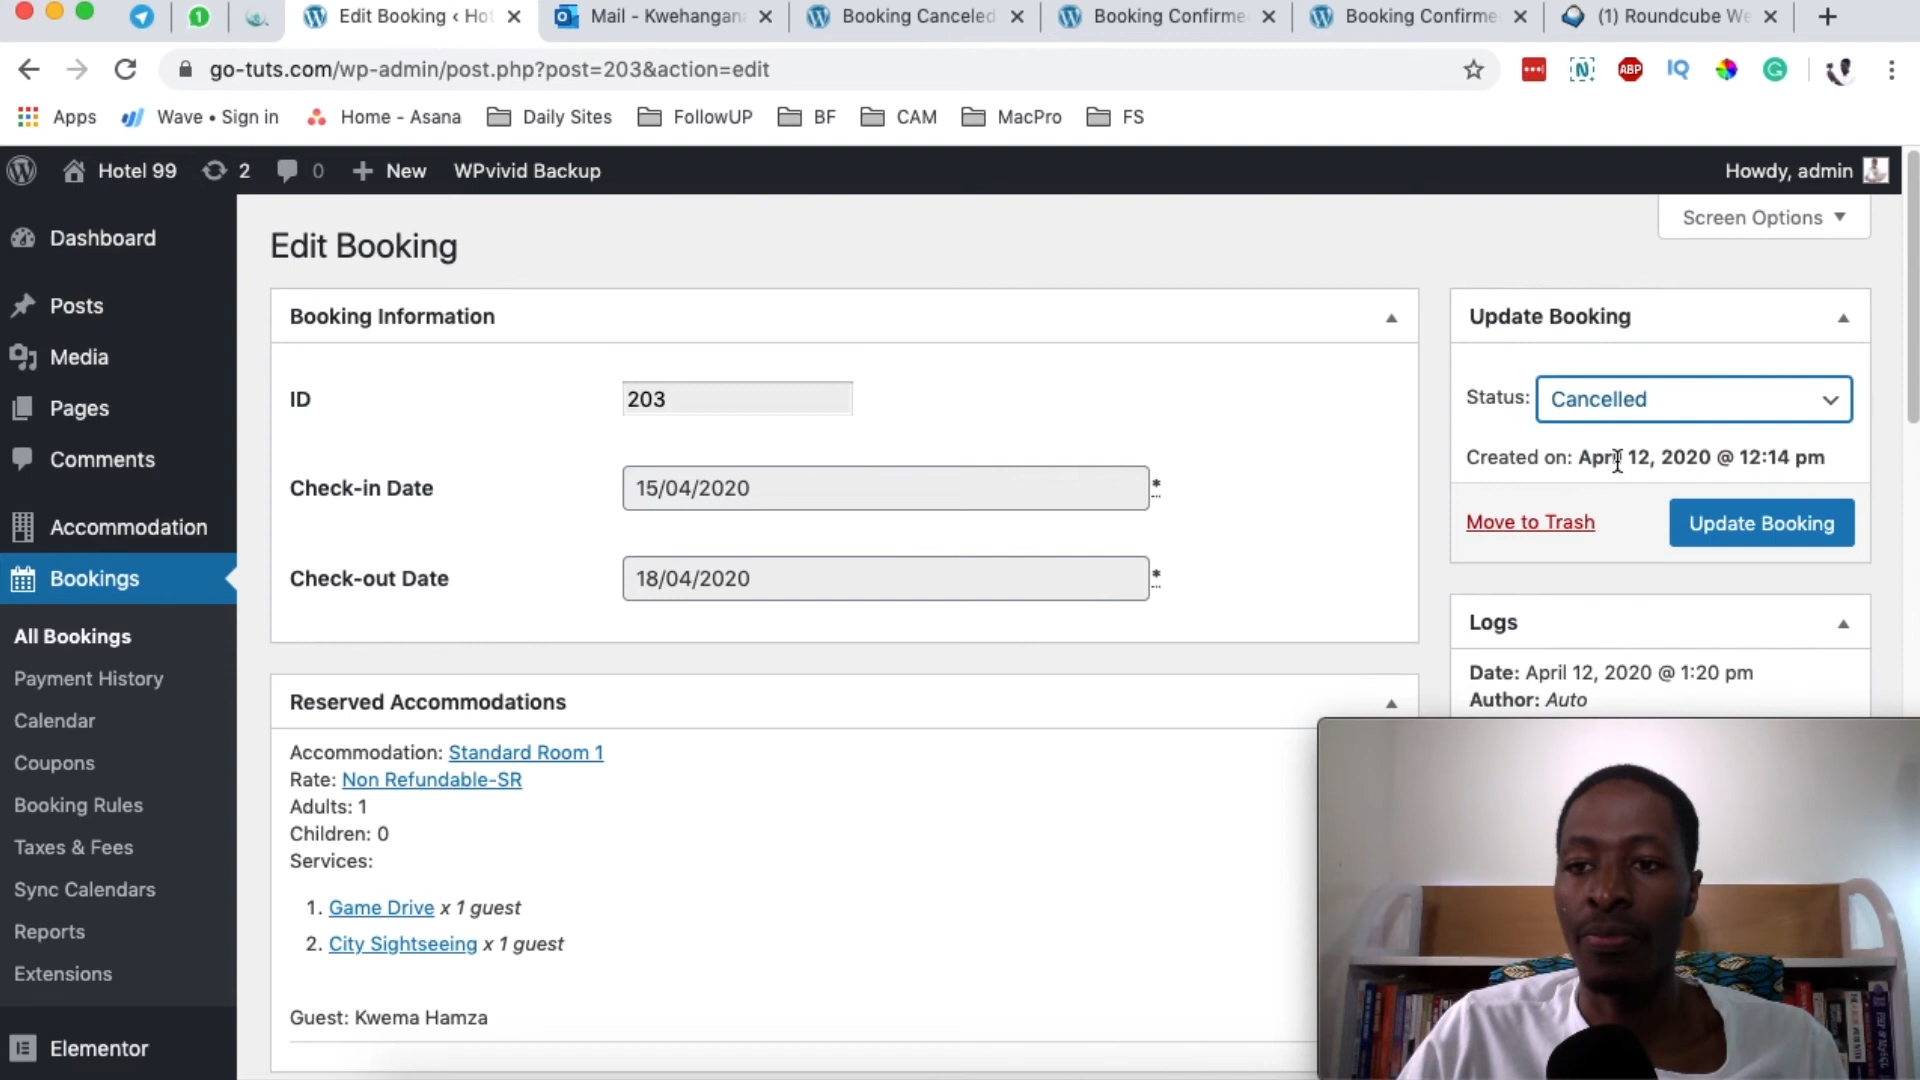 Edit Booking ‹ Hot
Mail - Kwehangan
Booking Canceled
Booking Confirme
Booking Confirme
(1) Roundcube We
go-tuts.com/wp-admin/post.php?post=203&action=edit
ABP
IQ
Apps
Wave • Sign in
Home - Asana
Daily Sites
FollowUP
BF
CAM
MacPro
FS
Hotel 99
2
0
New
WPvivid Backup
Howdy, admin
Screen Options
Dashboard
Posts
Media
Pages
Comments
Accommodation
Bookings
All Bookings
Payment History
Calendar
Coupons
Booking Rules
Taxes & Fees
Sync Calendars
Reports
Extensions
Elementor
Edit Booking
Booking Information
ID
203
Check-in Date
15/04/2020
*
Check-out Date
18/04/2020
*
Reserved Accommodations
Accommodation: Standard Room 1
Rate: Non Refundable-SR
Adults: 1
Children: 0
Services:
1. Game Drive x 1 guest
2. City Sightseeing x 1 guest
Guest: Kwema Hamza
Update Booking
Status: Cancelled
Created on: April 12, 2020 @ 12:14 pm
Move to Trash
Update Booking
Logs
Date: April 12, 2020 @ 1:20 pm
Author: Auto